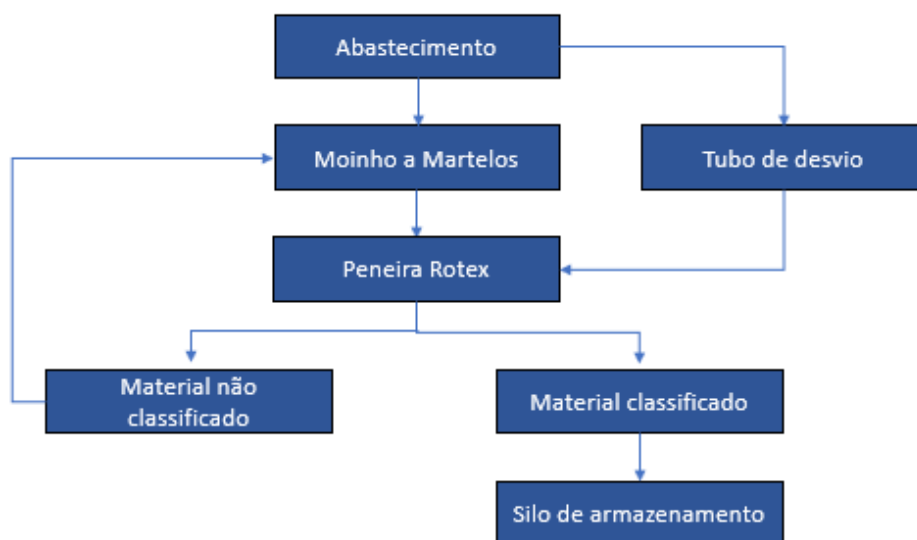 Abastecimento
Moinho a Martelos
Tubo de desvio
Peneira Rotex
Material não
classificado
Material classificado
Silo de armazenamento